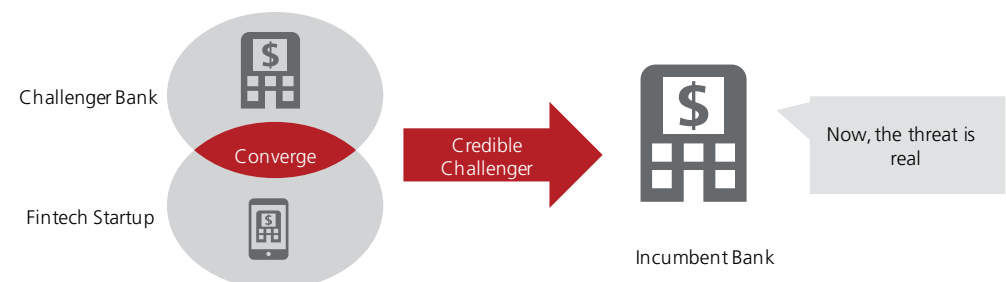 $
Challenger Bank
Converge
Fintech Startup
$
Credible
Challenger
$
Incumbent Bank
Now, the threat is
real